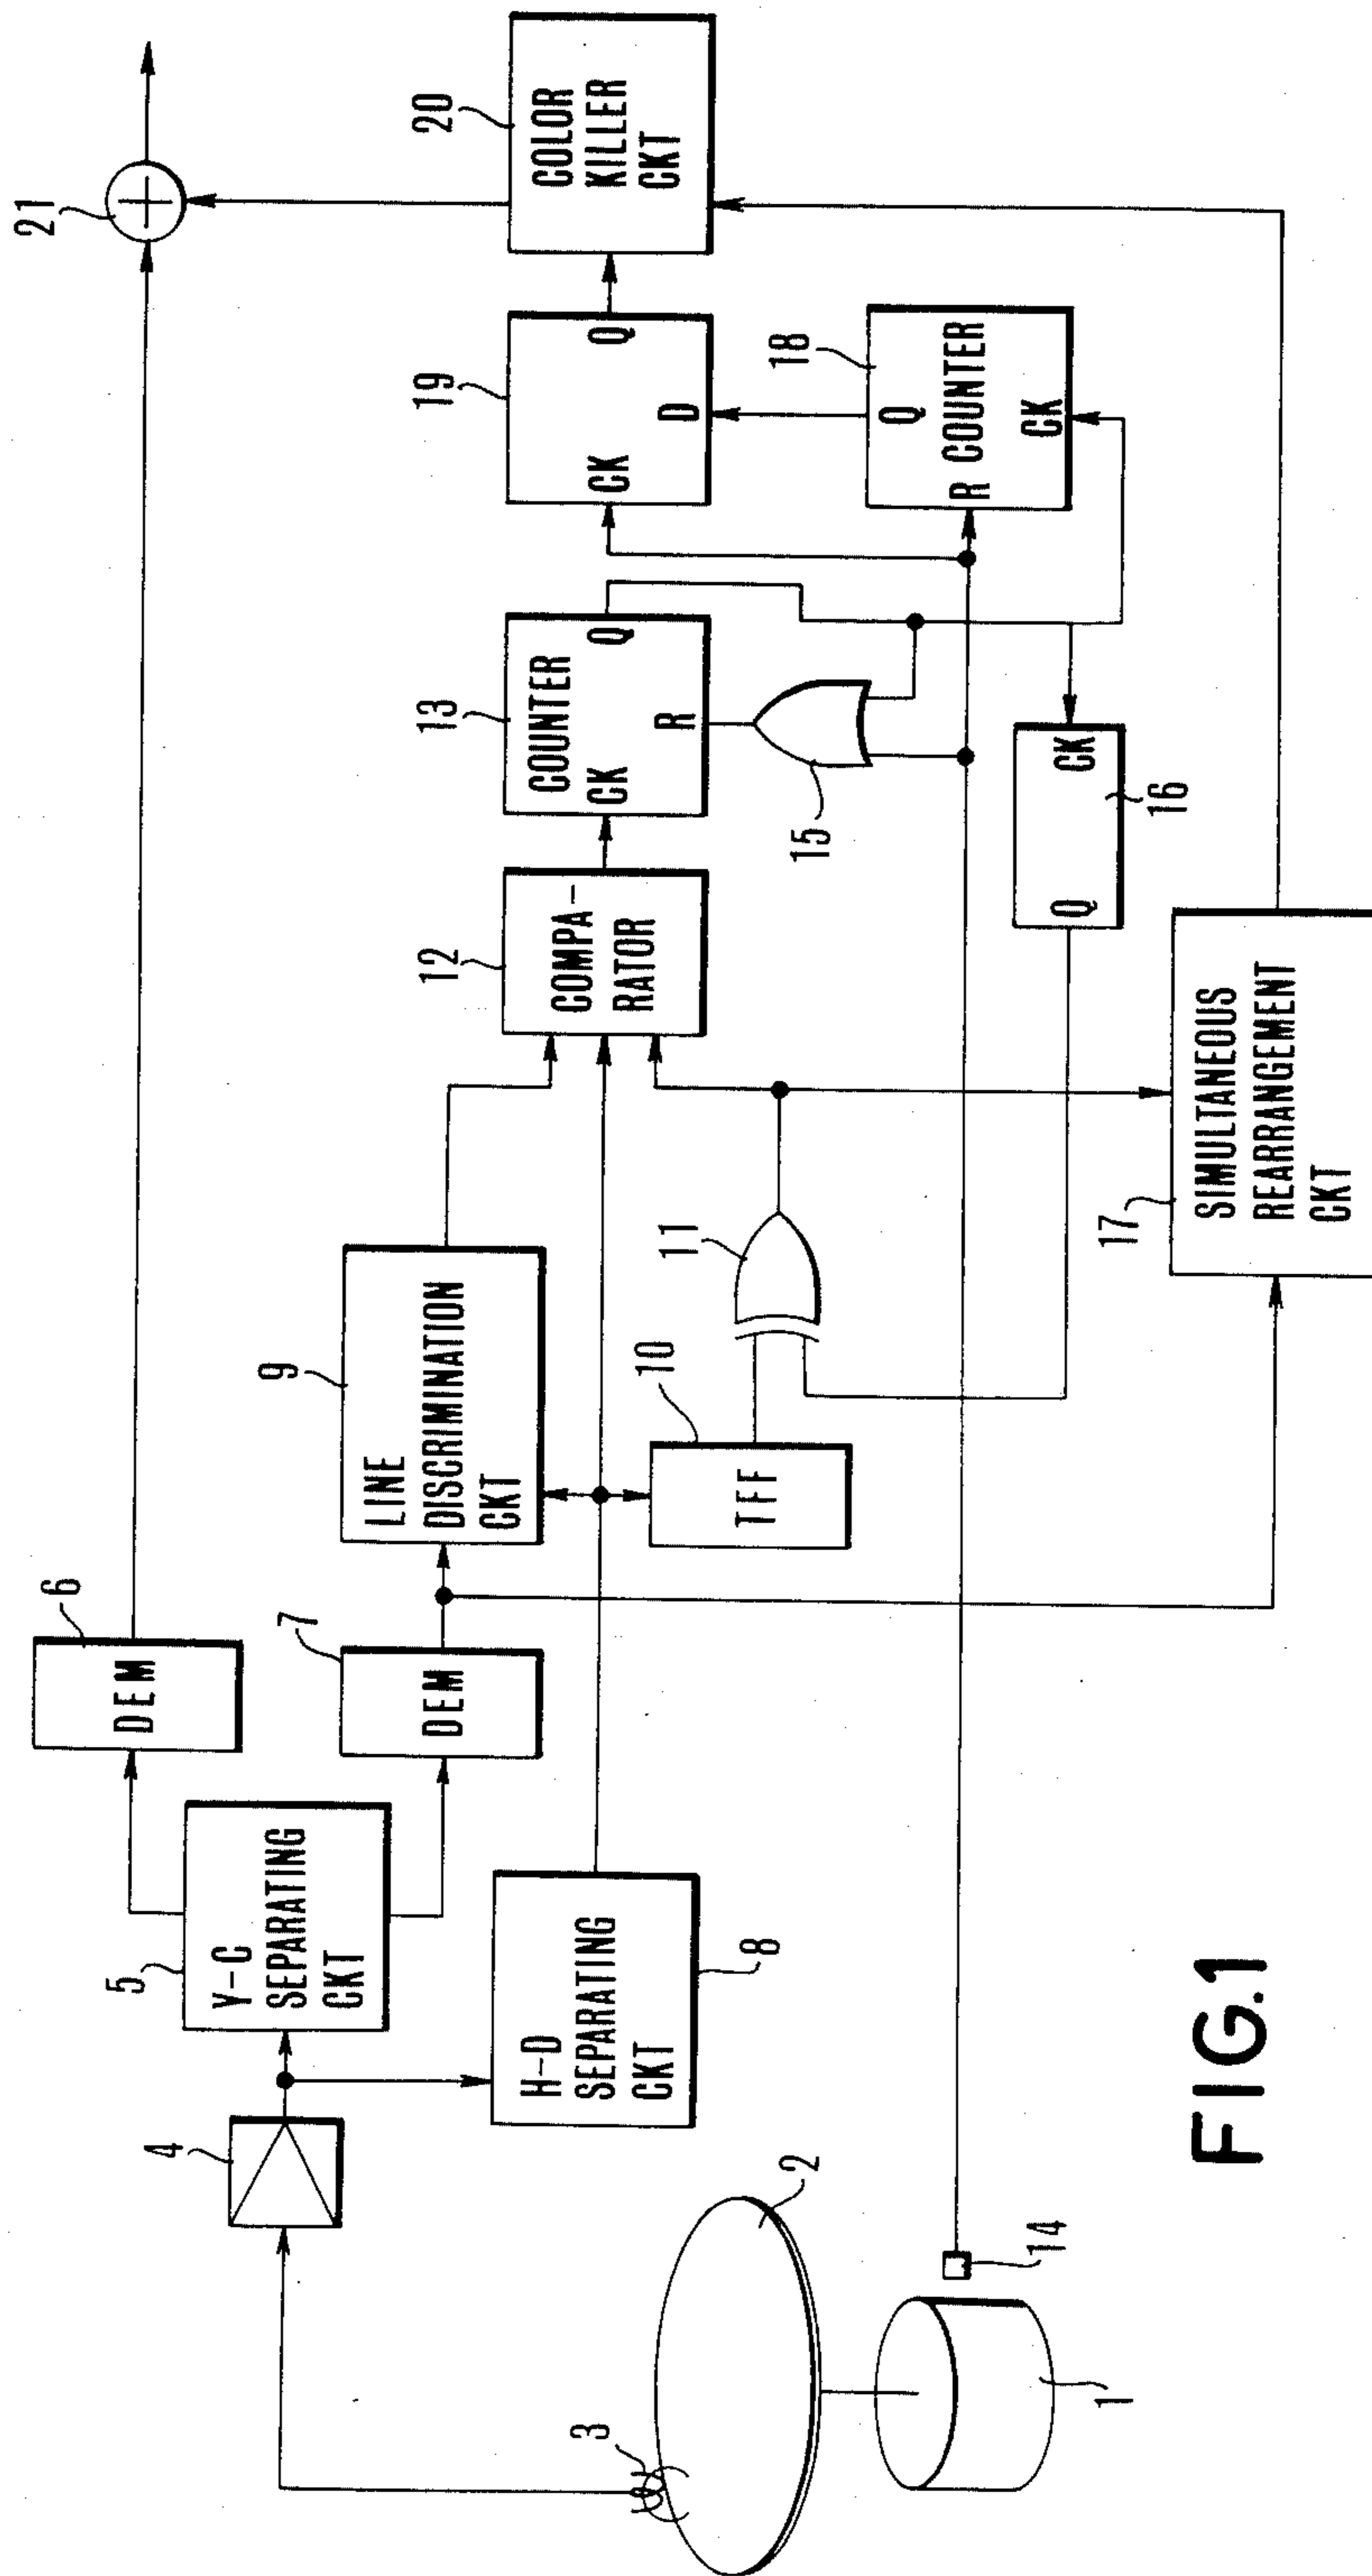 1
2
3
4
5
Y-C
SEPARATING
CKT
6
DEM
7
DEM
8
H-D
SEPARATING
CKT
9
LINE
DISCRIMINATION
CKT
10
TFF
11
12
COMPA-
RATOR
13
COUNTER
CK
Q
R
14
15
16
Q
CK
17
SIMULTANEOUS
REARRANGEMENT
CKT
18
Q
R COUNTER
CK
19
CK
Q
D
20
COLOR
KILLER
CKT
21
FIG.1